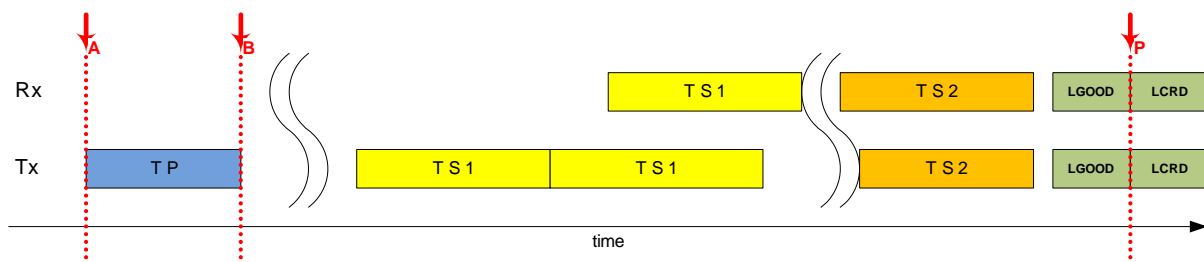 A B P
Rx TS1 TS2 LGOOD LCRD
Tx TP TS1 TS1 TS2 LGOOD LCRD
time